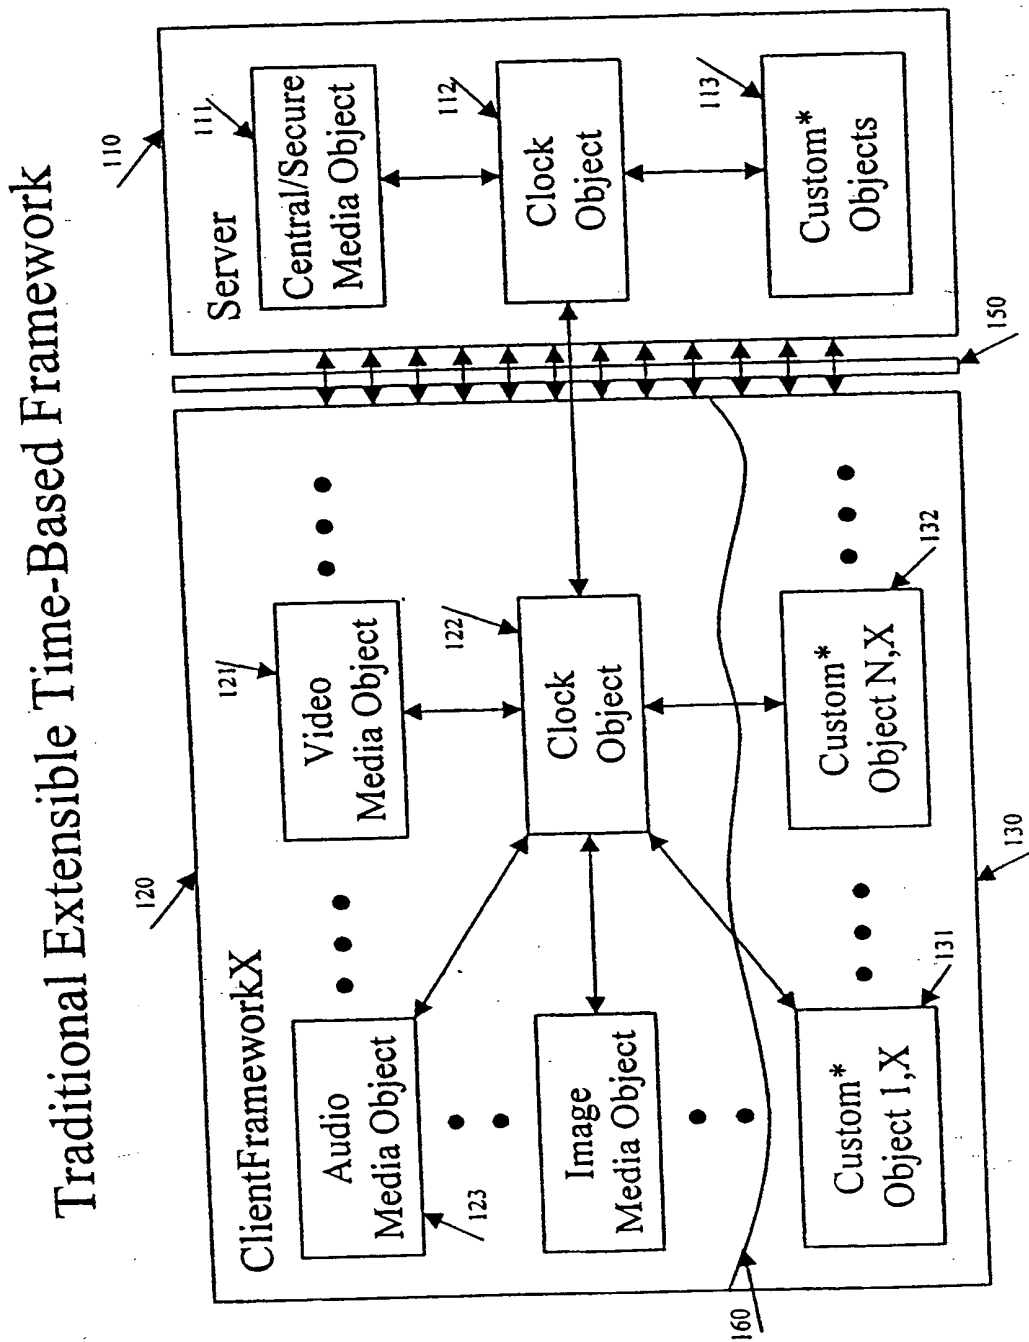 Traditional Extensible Time-Based Framework
120
110
ClientFrameworkX
Server
123
Audio
Media Object
121
Video
Media Object
111
Central/Secure
Media Object
Image
Media Object
122
Clock
Object
112
Clock
Object
160
Custom*
Object 1,X
131
Custom*
Object N,X
132
113
Custom*
Objects
130
150